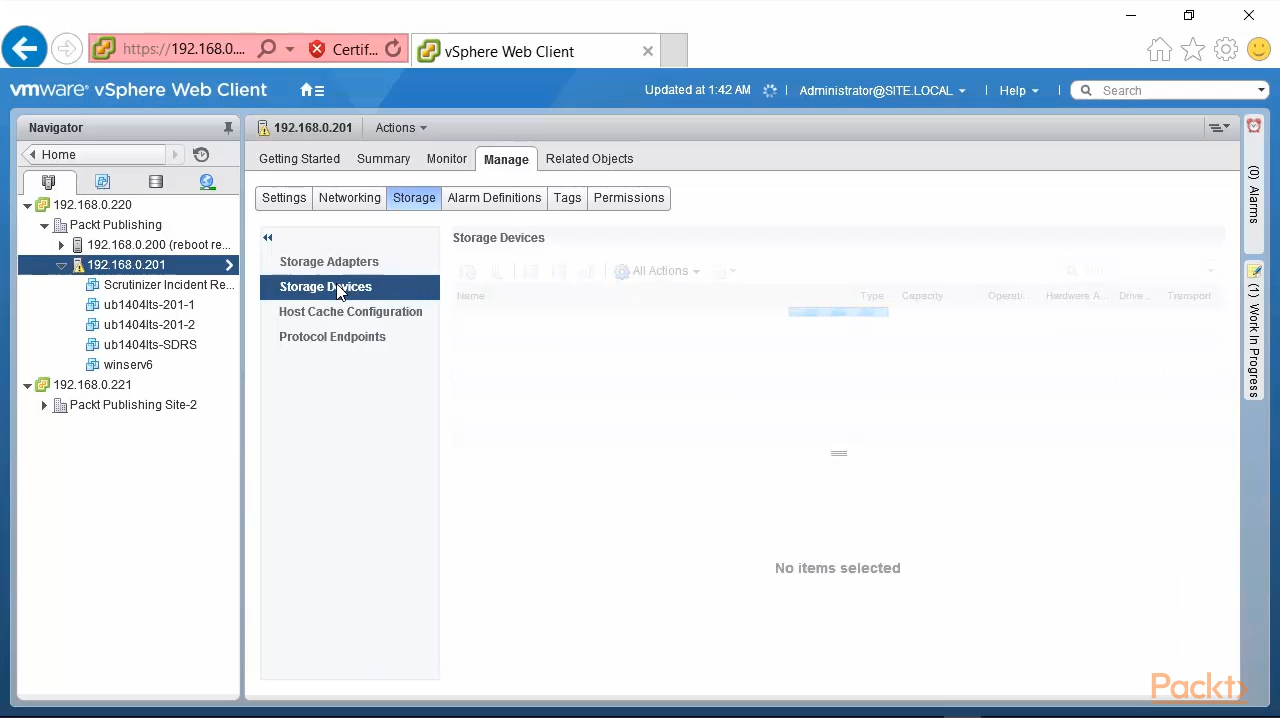 https://192.168.0.... Certif... vSphere Web Client
vmware® vSphere Web Client Updated at 1:42 AM Administrator@SITE.LOCAL Help Search
Navigator
Home
192.168.0.220
Packt Publishing
192.168.0.200 (reboot re...
192.168.0.201
Scrutinizer Incident Re...
ub1404lts-201-1
ub1404lts-201-2
ub1404lts-SDRS
winserv6
192.168.0.221
Packt Publishing Site-2
192.168.0.201 Actions
Getting Started Summary Monitor Manage Related Objects
Settings Networking Storage Alarm Definitions Tags Permissions
Storage Adapters
Storage Devices
Host Cache Configuration
Protocol Endpoints
Storage Devices
All Actions
Name Type Capacity Operati... Hardware A... Drive ... Transport
No items selected
(0) Alarms
(1) Work In Progress
Packt